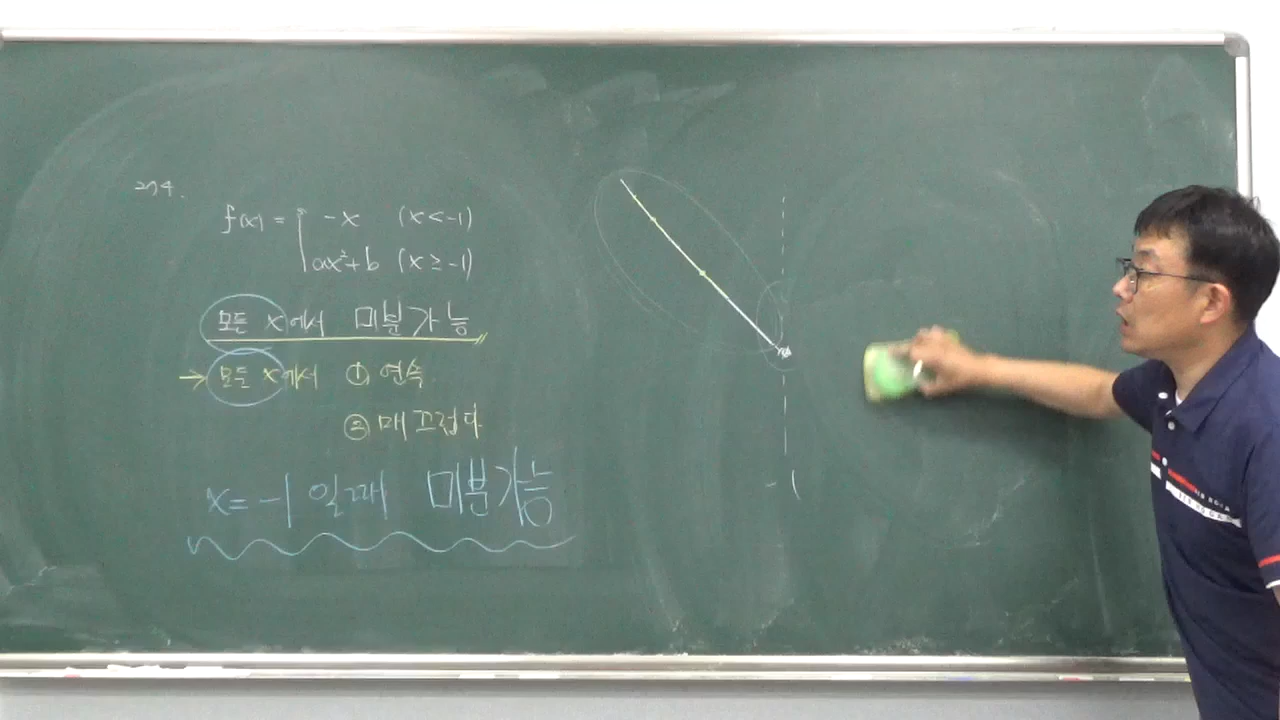 274.
f(x) = { -x (x < -1)
ax²+b (x ≥ -1)
모든 x에서 미분가능
→ 모든 x에서 ① 연속
② 매끄럽다
x = -1 일때 미분가능
-1